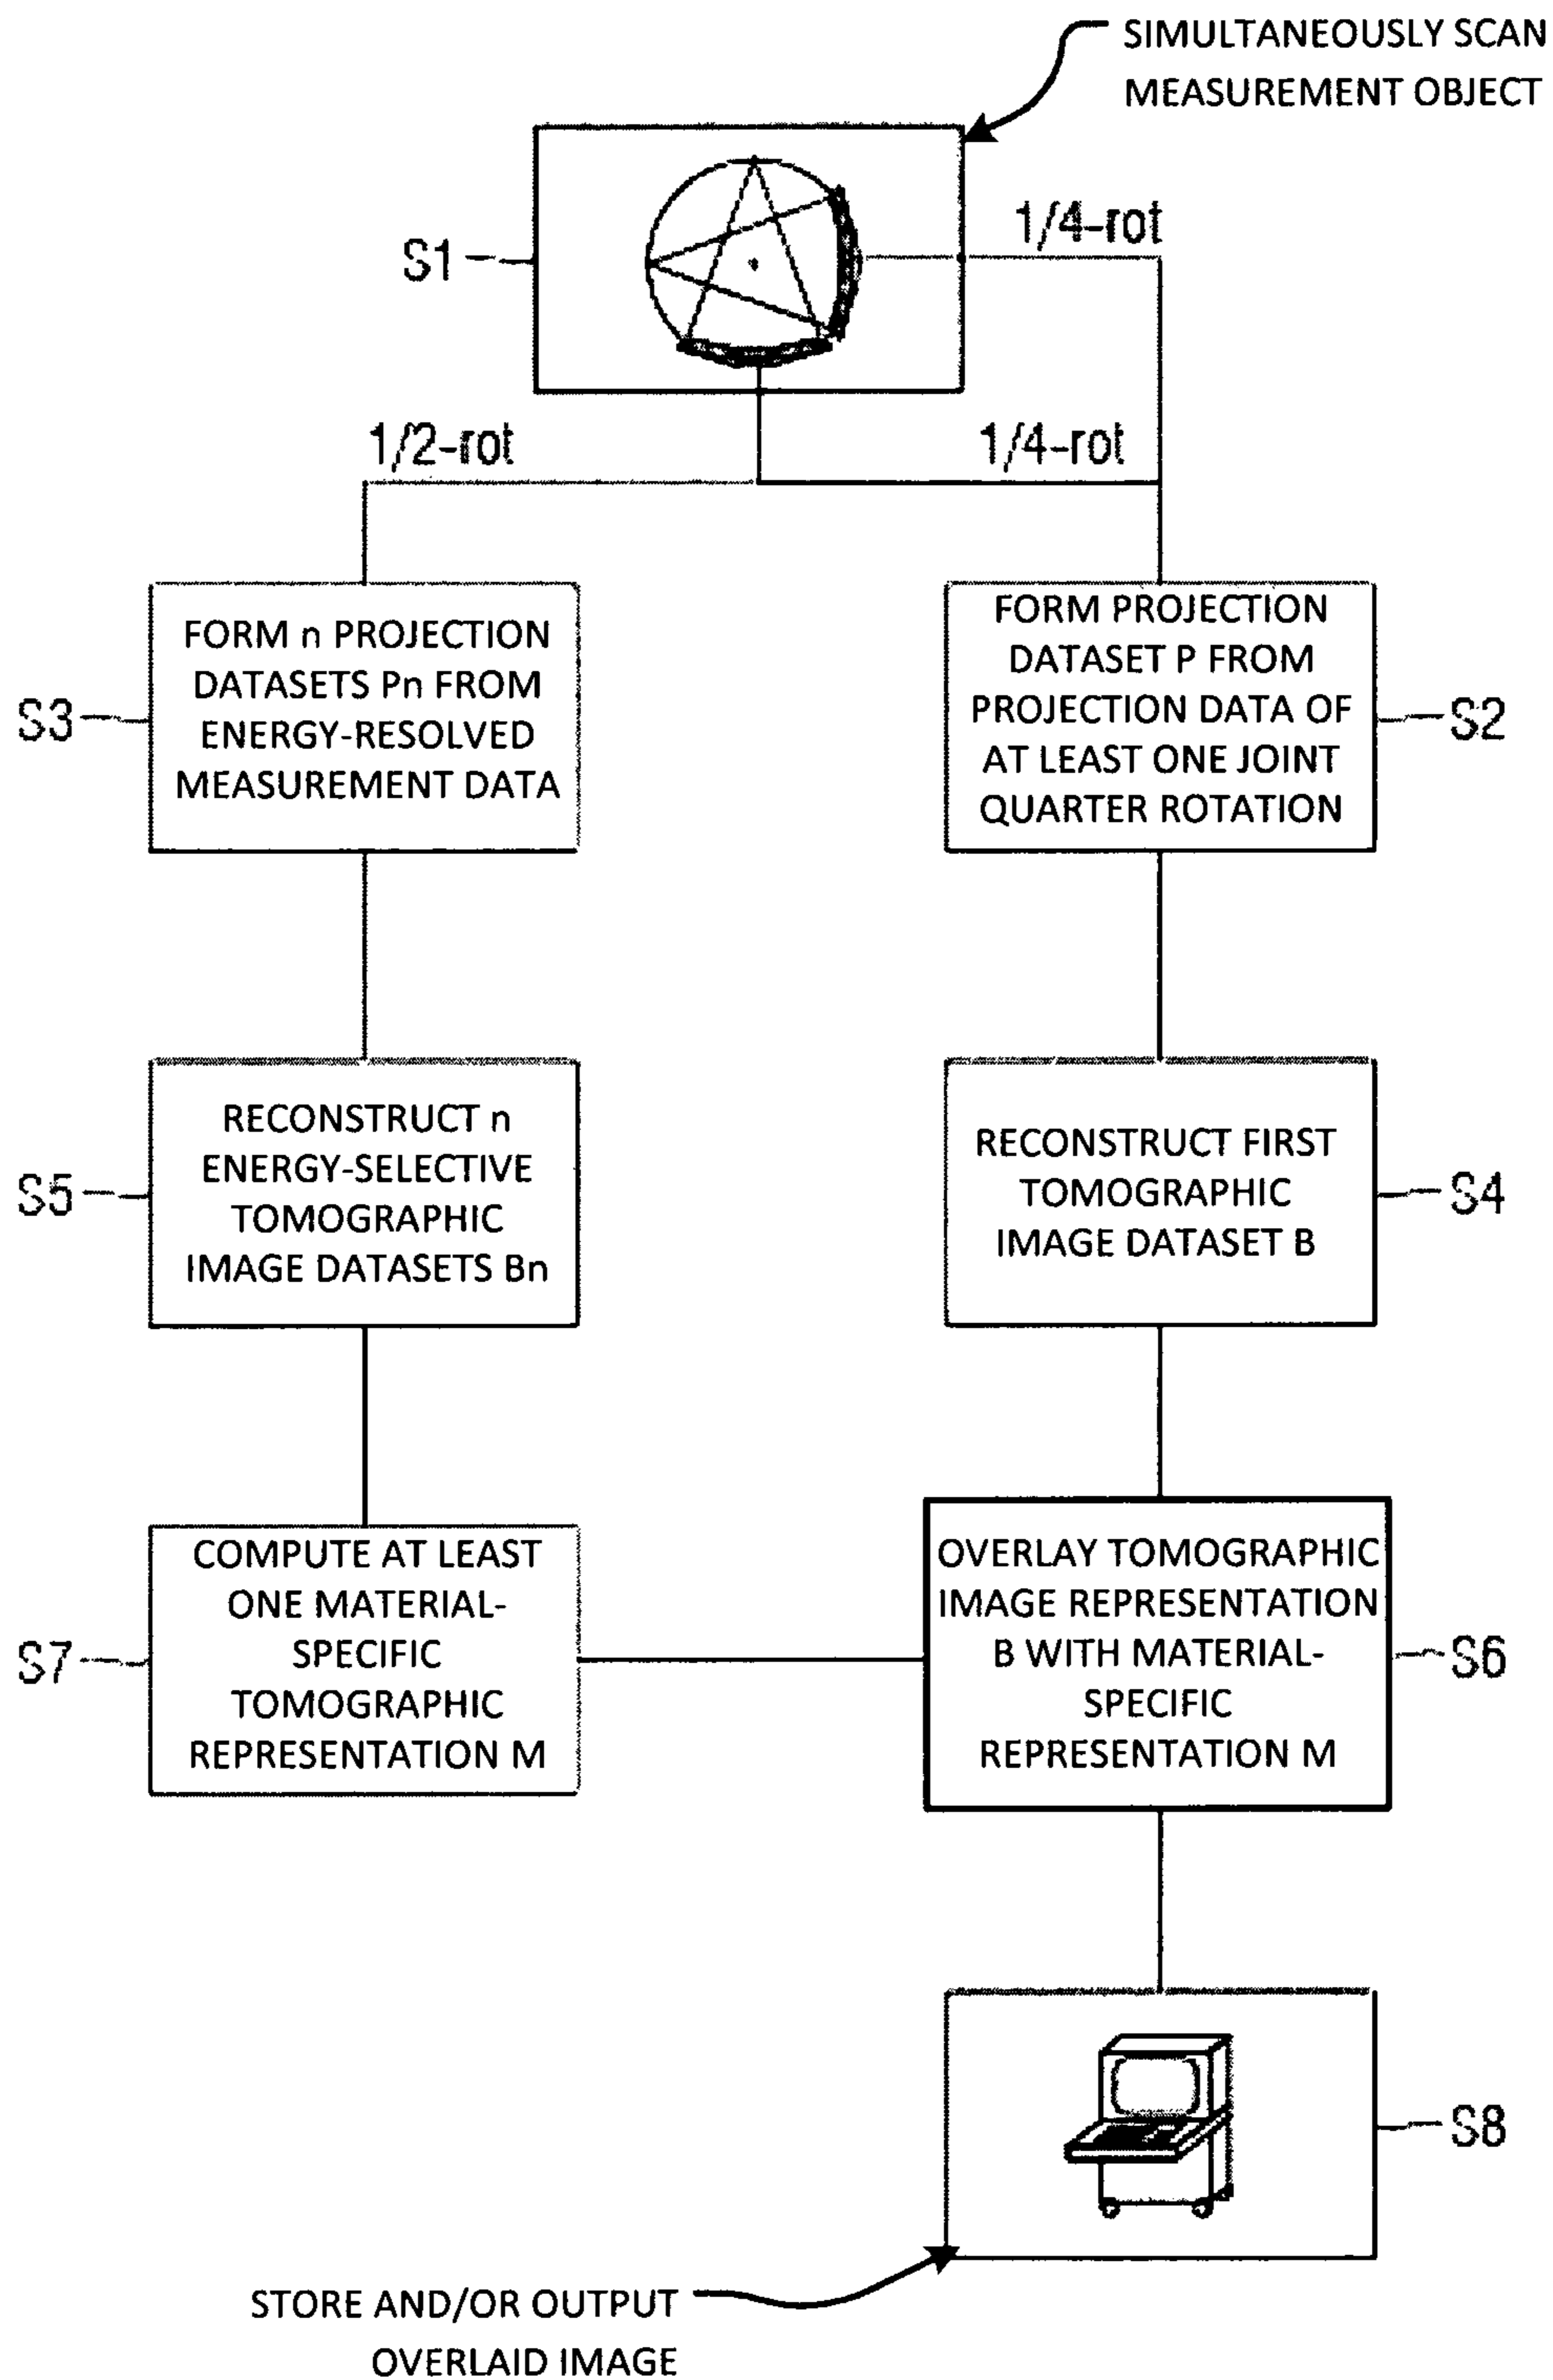 SIMULTANEOUSLY SCAN
MEASUREMENT OBJECT
1/4-rot
S1
1/2-rot
1/4-rot
FORM n PROJECTION
DATASETS Pn FROM
ENERGY-RESOLVED
MEASUREMENT DATA
S3
FORM PROJECTION
DATASET P FROM
PROJECTION DATA OF
AT LEAST ONE JOINT
QUARTER ROTATION
S2
RECONSTRUCT n
ENERGY-SELECTIVE
TOMOGRAPHIC
IMAGE DATASETS Bn
S5
RECONSTRUCT FIRST
TOMOGRAPHIC
IMAGE DATASET B
S4
COMPUTE AT LEAST
ONE MATERIAL-
SPECIFIC
TOMOGRAPHIC
REPRESENTATION M
S7
OVERLAY TOMOGRAPHIC
IMAGE REPRESENTATION
B WITH MATERIAL-
SPECIFIC
REPRESENTATION M
S6
S8
STORE AND/OR OUTPUT
OVERLAID IMAGE